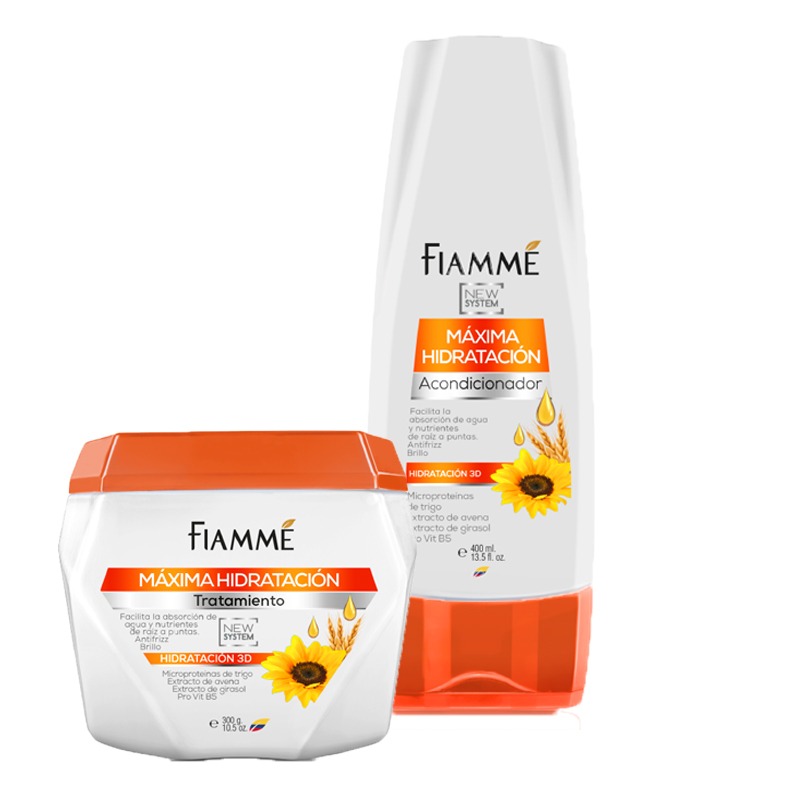 FIAMMÉ
NEW
SYSTEM
MÁXIMA
HIDRATACIÓN
Acondicionador
Facilita la
absorción de agua
y nutrientes
de raíz a puntas.
Antifrizz
Brillo
HIDRATACIÓN 3D
Microproteínas
de trigo
Extracto de avena
Extracto de girasol
Pro Vit B5
e 400 ml.
13.5 fl. oz.
FIAMMÉ
MÁXIMA HIDRATACIÓN
Tratamiento
Facilita la absorción de
agua y nutrientes
de raíz a puntas.
Antifrizz
Brillo
NEW
SYSTEM
HIDRATACIÓN 3D
Microproteínas de trigo
Extracto de avena
Extracto de girasol
Pro Vit B5
e 300 g.
10.5 oz.